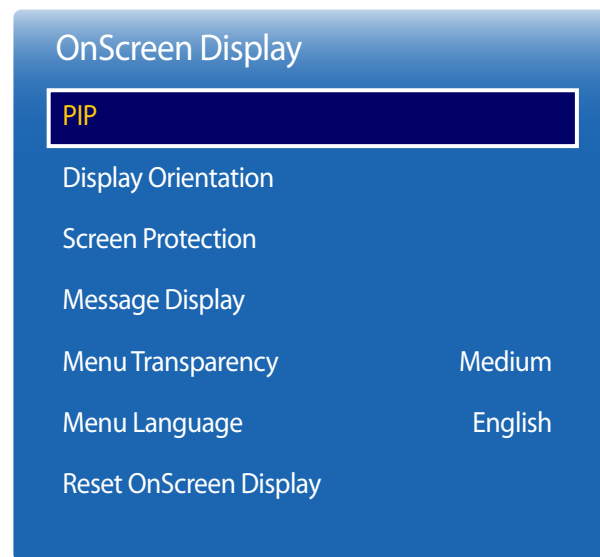 OnScreen Display
PIP
Display Orientation
Screen Protection
Message Display
Menu Transparency Medium
Menu Language English
Reset OnScreen Display